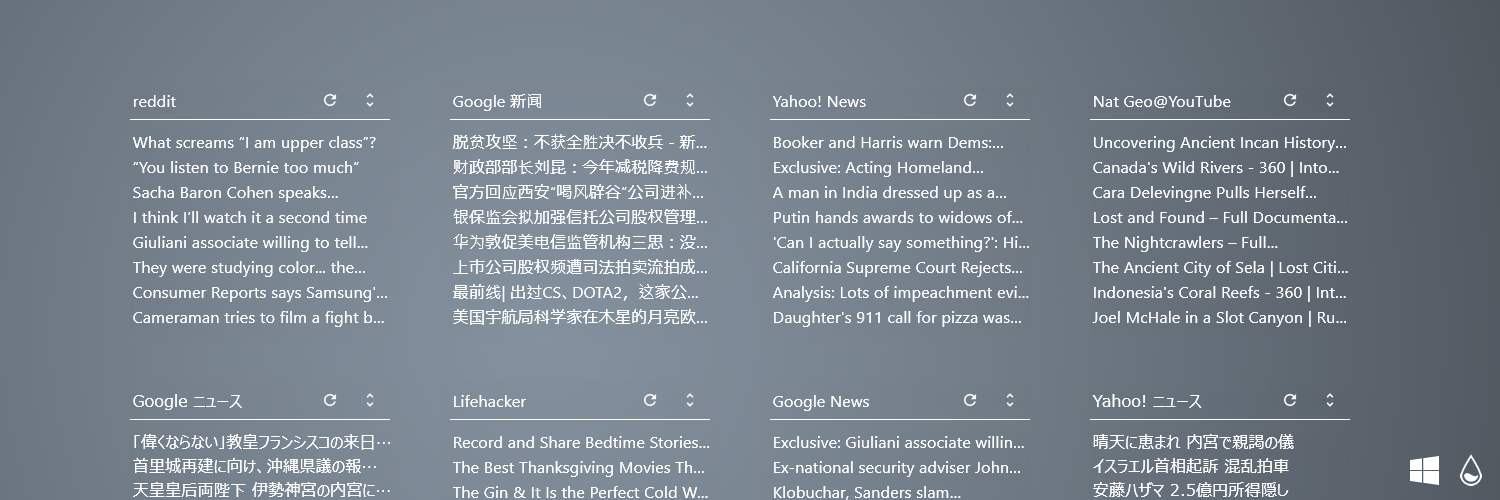 reddit
What screams “I am upper class”?
“You listen to Bernie too much“
Sacha Baron Cohen speaks...
I think I’ll watch it a second time
Giuliani associate willing to tell...
They were studying color... the...
Consumer Reports says Samsung'...
Cameraman tries to film a fight b...
Google 新闻
脱贫攻坚：不获全胜决不收兵 - 新...
财政部部长刘昆：今年减税降费规...
官方回应西安“喝风辟谷“公司进补...
银保监会拟加强信托公司股权管理...
华为敦促美电信监管机构三思：没...
上市公司股权频遭司法拍卖流拍成...
最前线| 出过CS、DOTA2，这家公...
美国宇航局科学家在木星的月亮欧...
Yahoo! News
Booker and Harris warn Dems:...
Exclusive: Acting Homeland...
A man in India dressed up as a...
Putin hands awards to widows of...
'Can I actually say something?': Hi...
California Supreme Court Rejects...
Analysis: Lots of impeachment evi...
Daughter's 911 call for pizza was...
Nat Geo@YouTube
Uncovering Ancient Incan History...
Canada's Wild Rivers - 360 | Into...
Cara Delevingne Pulls Herself...
Lost and Found – Full Documenta...
The Nightcrawlers – Full...
The Ancient City of Sela | Lost Citi...
Indonesia's Coral Reefs - 360 | Int...
Joel McHale in a Slot Canyon | Ru...
Google ニュース
「偉くならない」教皇フランシスコの来日…
首里城再建に向け、沖縄県議の報…
天皇皇后両陛下 伊勢神宮の内宮に…
Lifehacker
Record and Share Bedtime Stories...
The Best Thanksgiving Movies Th...
The Gin & It Is the Perfect Cold W...
Google News
Exclusive: Giuliani associate willin...
Ex-national security adviser John...
Klobuchar, Sanders slam...
Yahoo! ニュース
晴天に恵まれ 内宮で親謁の儀
イスラエル首相起訴 混乱拍車
安藤ハザマ 2.5億円所得隠し